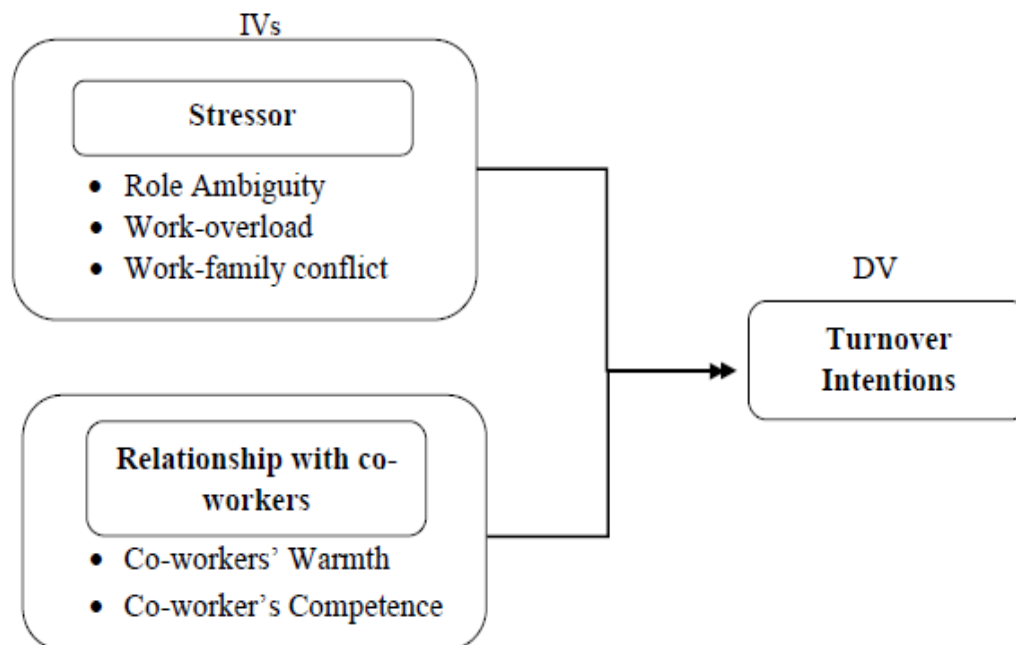 IVs
Stressor
• Role Ambiguity
• Work-overload
• Work-family conflict
DV
Turnover
Intentions
Relationship with co-
workers
• Co-workers’ Warmth
• Co-worker’s Competence